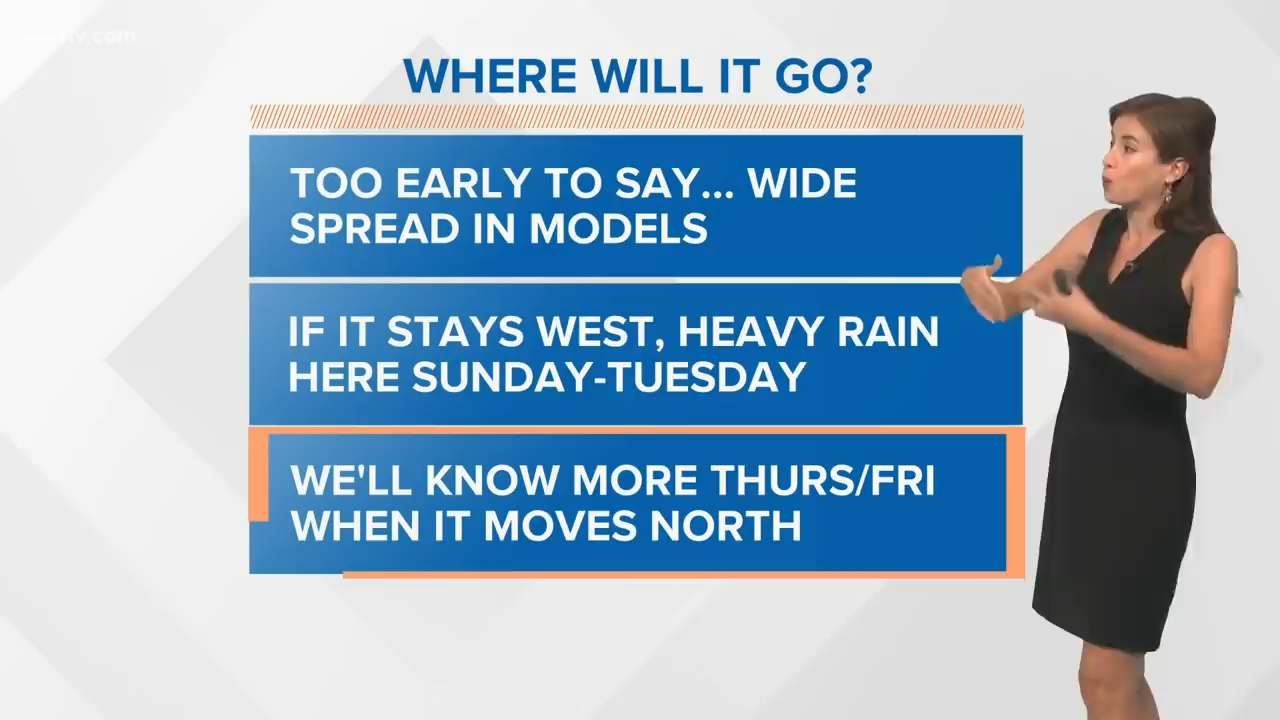 WHERE WILL IT GO?
TOO EARLY TO SAY... WIDE
SPREAD IN MODELS
IF IT STAYS WEST, HEAVY RAIN
HERE SUNDAY-TUESDAY
WE'LL KNOW MORE THURS/FRI
WHEN IT MOVES NORTH